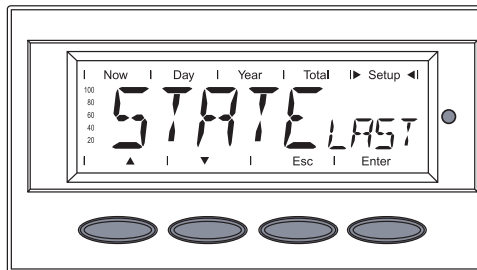 I Now I Day I Year I Total I▶ Setup ◀I
100
80
60
40
20
STATE LAST
I ▲ I ▼ I Esc I Enter